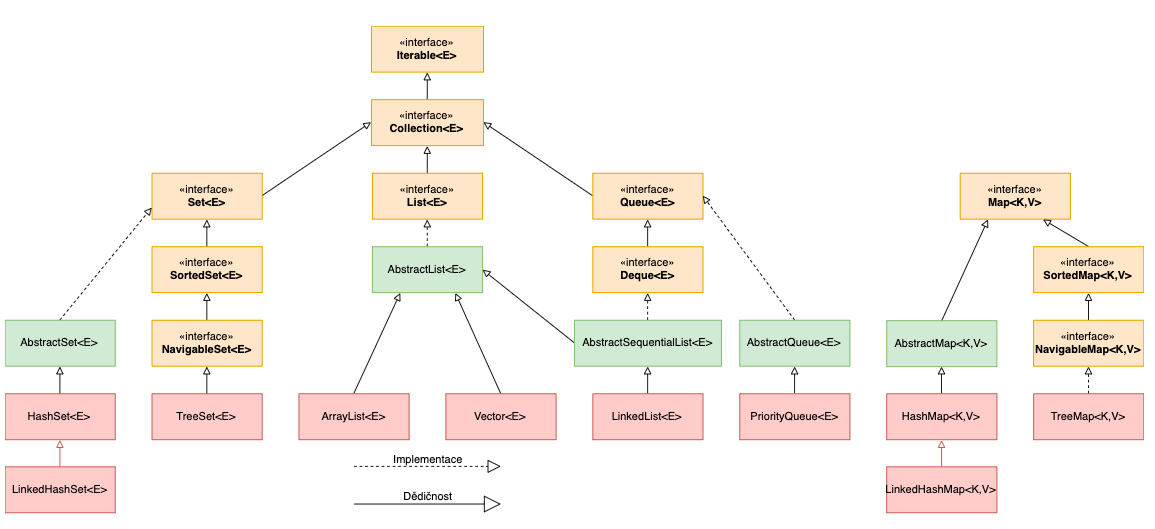 «interface»
Iterable<E>
«interface»
Collection<E>
«interface»
Set<E>
«interface»
List<E>
«interface»
Queue<E>
«interface»
Map<K,V>
«interface»
SortedSet<E>
AbstractList<E>
«interface»
Deque<E>
«interface»
SortedMap<K,V>
AbstractSet<E>
«interface»
NavigableSet<E>
AbstractSequentialList<E>
AbstractQueue<E>
AbstractMap<K,V>
«interface»
NavigableMap<K,V>
HashSet<E>
TreeSet<E>
ArrayList<E>
Vector<E>
LinkedList<E>
PriorityQueue<E>
HashMap<K,V>
TreeMap<K,V>
Implementace
LinkedHashSet<E>
Dědičnost
LinkedHashMap<K,V>